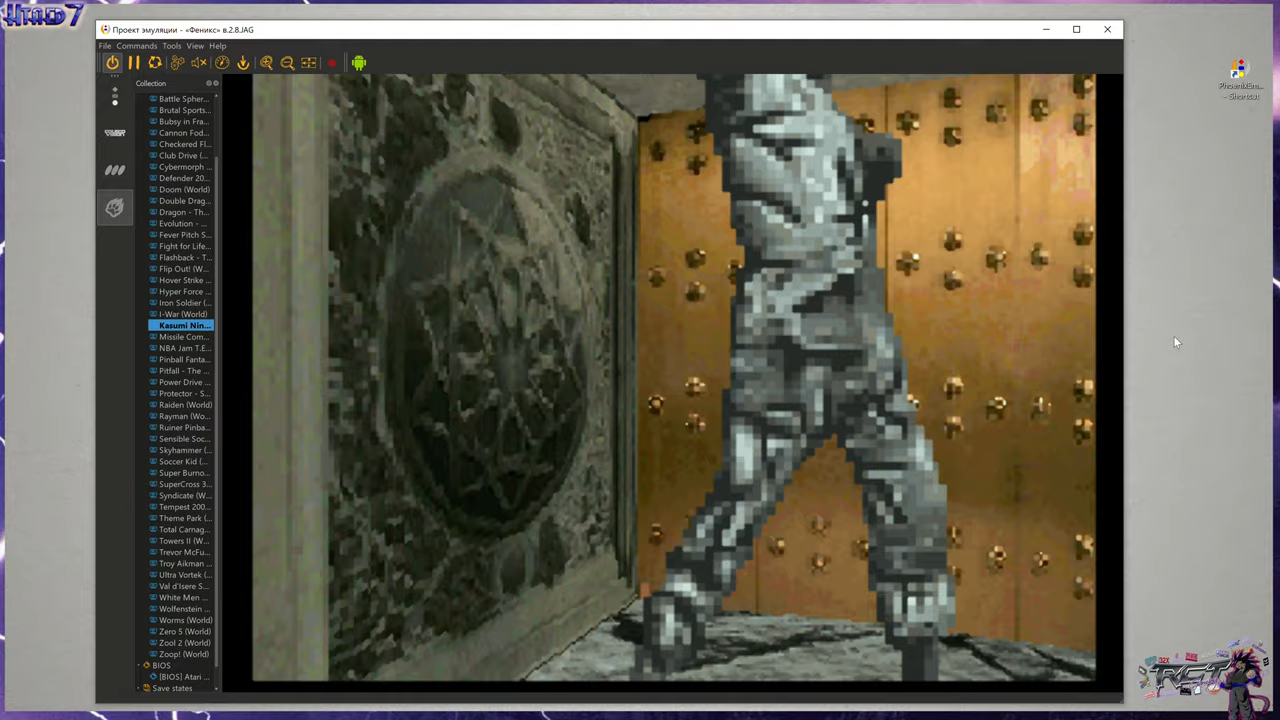 Htaed 7
Проект эмуляции - «Феникс» в.2.8.JAG
File Commands Tools View Help
Collection
Battle Spher...
Brutal Sports...
Bubsy in Fra...
Cannon Fod...
Checkered Fl...
Club Drive (...
Cybermorph ...
Defender 20...
Doom (World)
Double Drag...
Dragon - Th...
Evolution - ...
Fever Pitch S...
Fight for Life...
Flashback - T...
Flip Out! (W...
Hover Strike ...
Hyper Force ...
Iron Soldier (...
I-War (World)
Kasumi Nin...
Missile Com...
NBA Jam T.E...
Pinball Fanta...
Pitfall - The ...
Power Drive ...
Protector - S...
Raiden (World)
Rayman (Wo...
Ruiner Pinba...
Sensible Soc...
Skyhammer (...
Soccer Kid (...
Super Burno...
SuperCross 3...
Syndicate (W...
Tempest 200...
Theme Park (...
Total Carnag...
Towers II (W...
Trevor McFu...
Troy Aikman ...
Ultra Vortek (...
Val d'Isere S...
White Men ...
Wolfenstein ...
Worms (World)
Zero 5 (World)
Zool 2 (World)
Zoop! (World)
BIOS
[BIOS] Atari ...
Save states
PhoenixEm...
- Shortcut
RGT